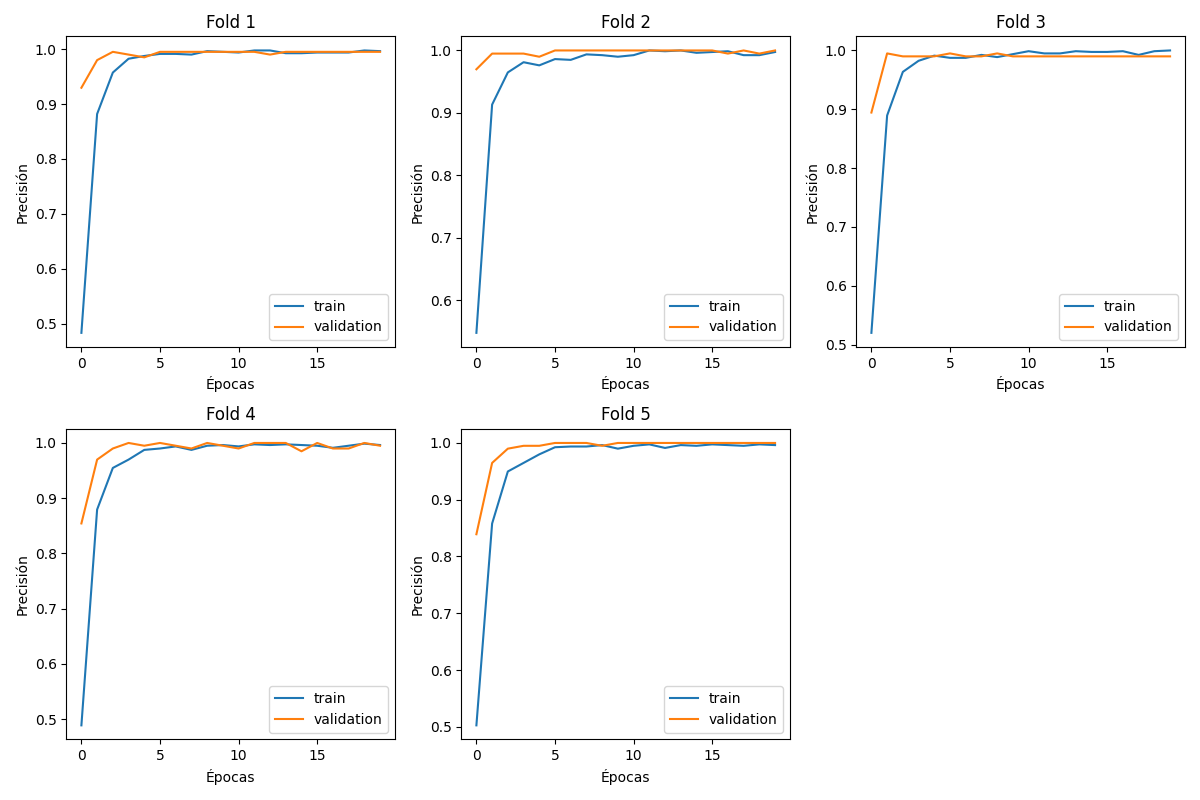 Fold 1
1.0
0.9
0.8
0.7
0.6
0.5
Precisión
train
validation
0 5 10 15
Épocas
Fold 2
1.0
0.9
0.8
0.7
0.6
Precisión
train
validation
0 5 10 15
Épocas
Fold 3
1.0
0.9
0.8
0.7
0.6
0.5
Precisión
train
validation
0 5 10 15
Épocas
Fold 4
1.0
0.9
0.8
0.7
0.6
0.5
Precisión
train
validation
0 5 10 15
Épocas
Fold 5
1.0
0.9
0.8
0.7
0.6
0.5
Precisión
train
validation
0 5 10 15
Épocas